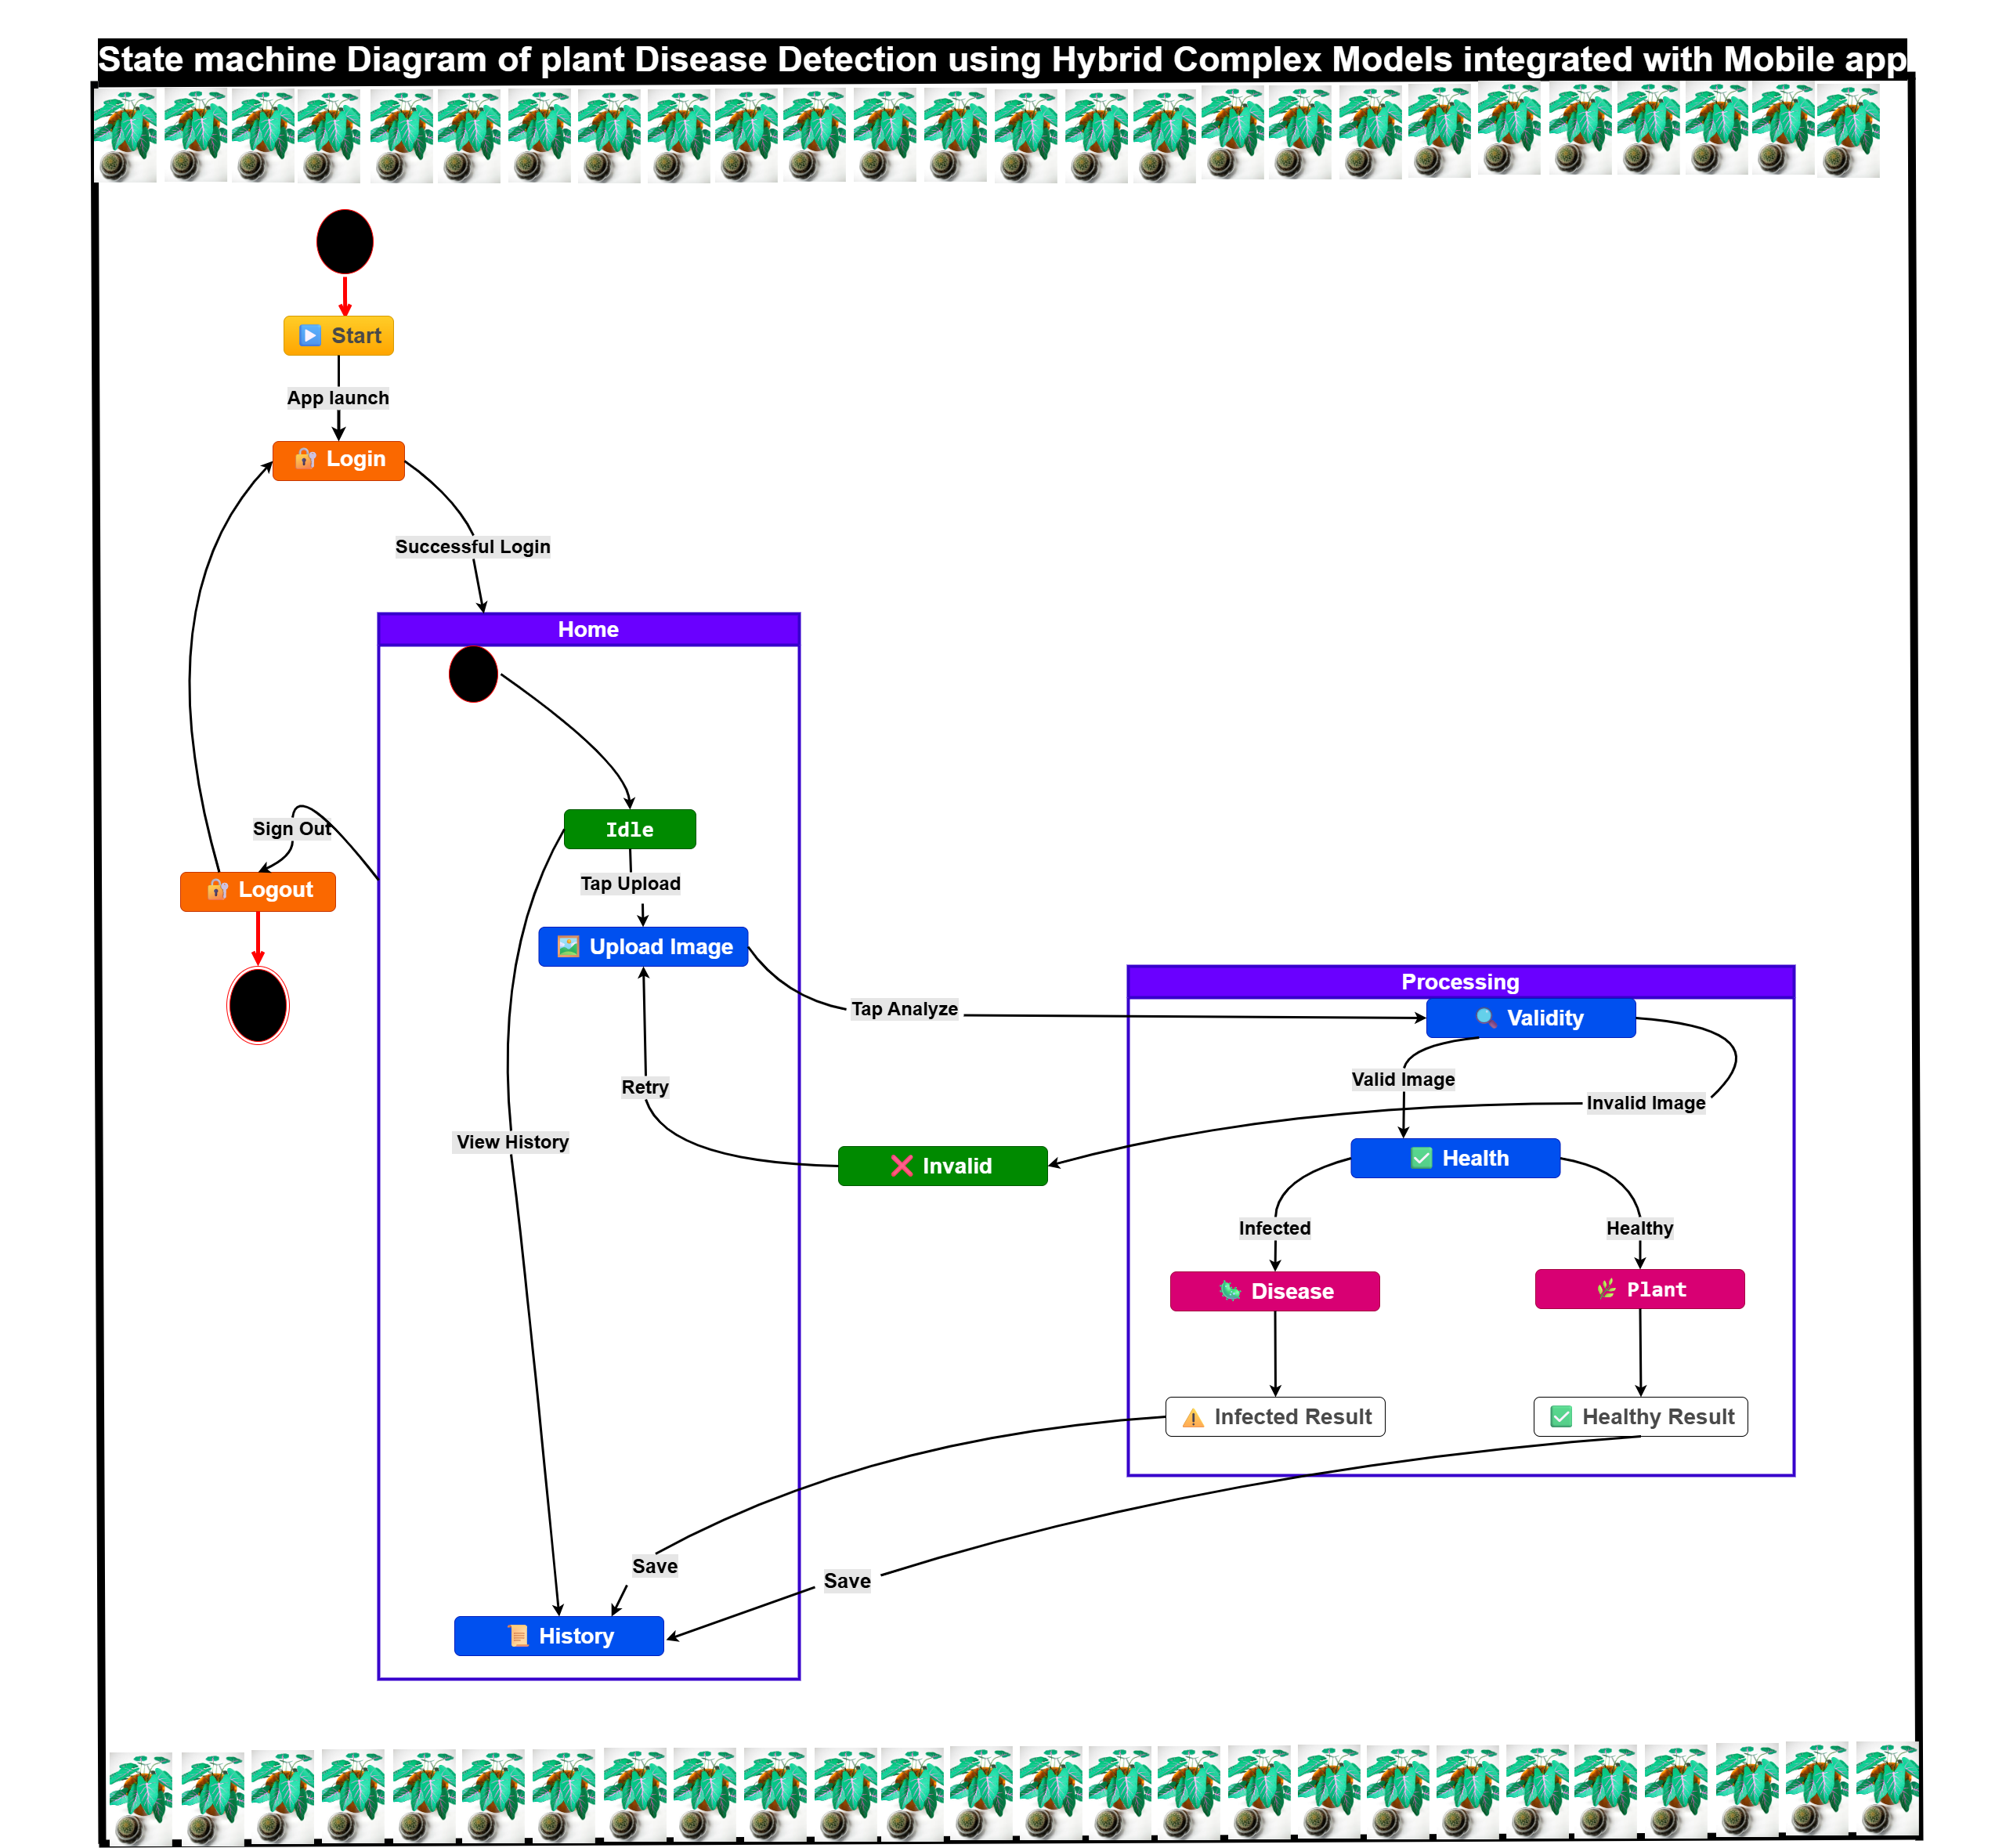 State machine Diagram of plant Disease Detection using Hybrid Complex Models integrated with Mobile app
Start
App launch
Login
Successful Login
Home
Idle
Sign Out
Tap Upload
Logout
Upload Image
Processing
Tap Analyze
Validity
Valid Image
Retry
Invalid Image
View History
Invalid
Health
Infected
Healthy
Disease
Plant
Infected Result
Healthy Result
Save
Save
History